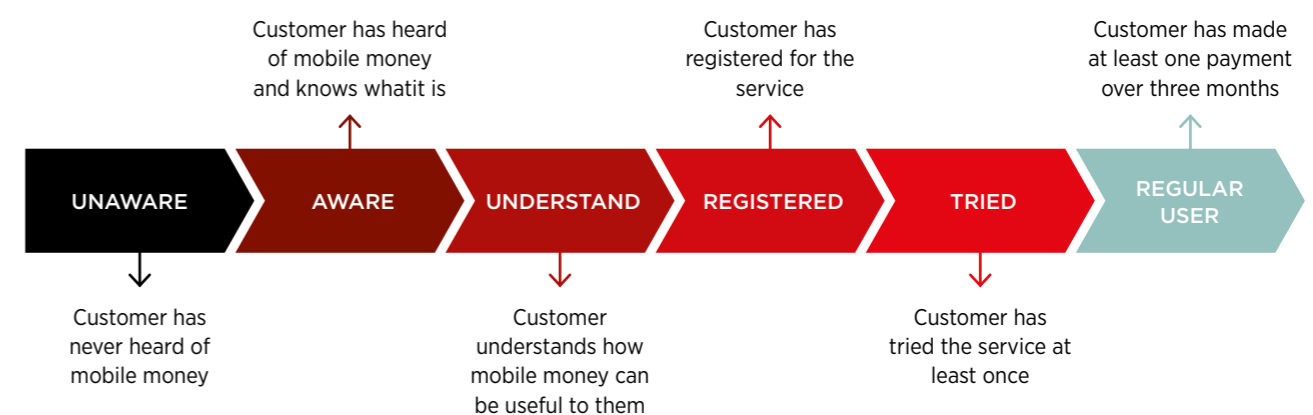 Customer has heard
of mobile money
and knows whatit is
Customer has
registered for the
service
Customer has made
at least one payment
over three months
UNAWARE
AWARE
UNDERSTAND
REGISTERED
TRIED
REGULAR
USER
Customer has
never heard of
mobile money
Customer
understands how
mobile money can
be useful to them
Customer has
tried the service at
least once